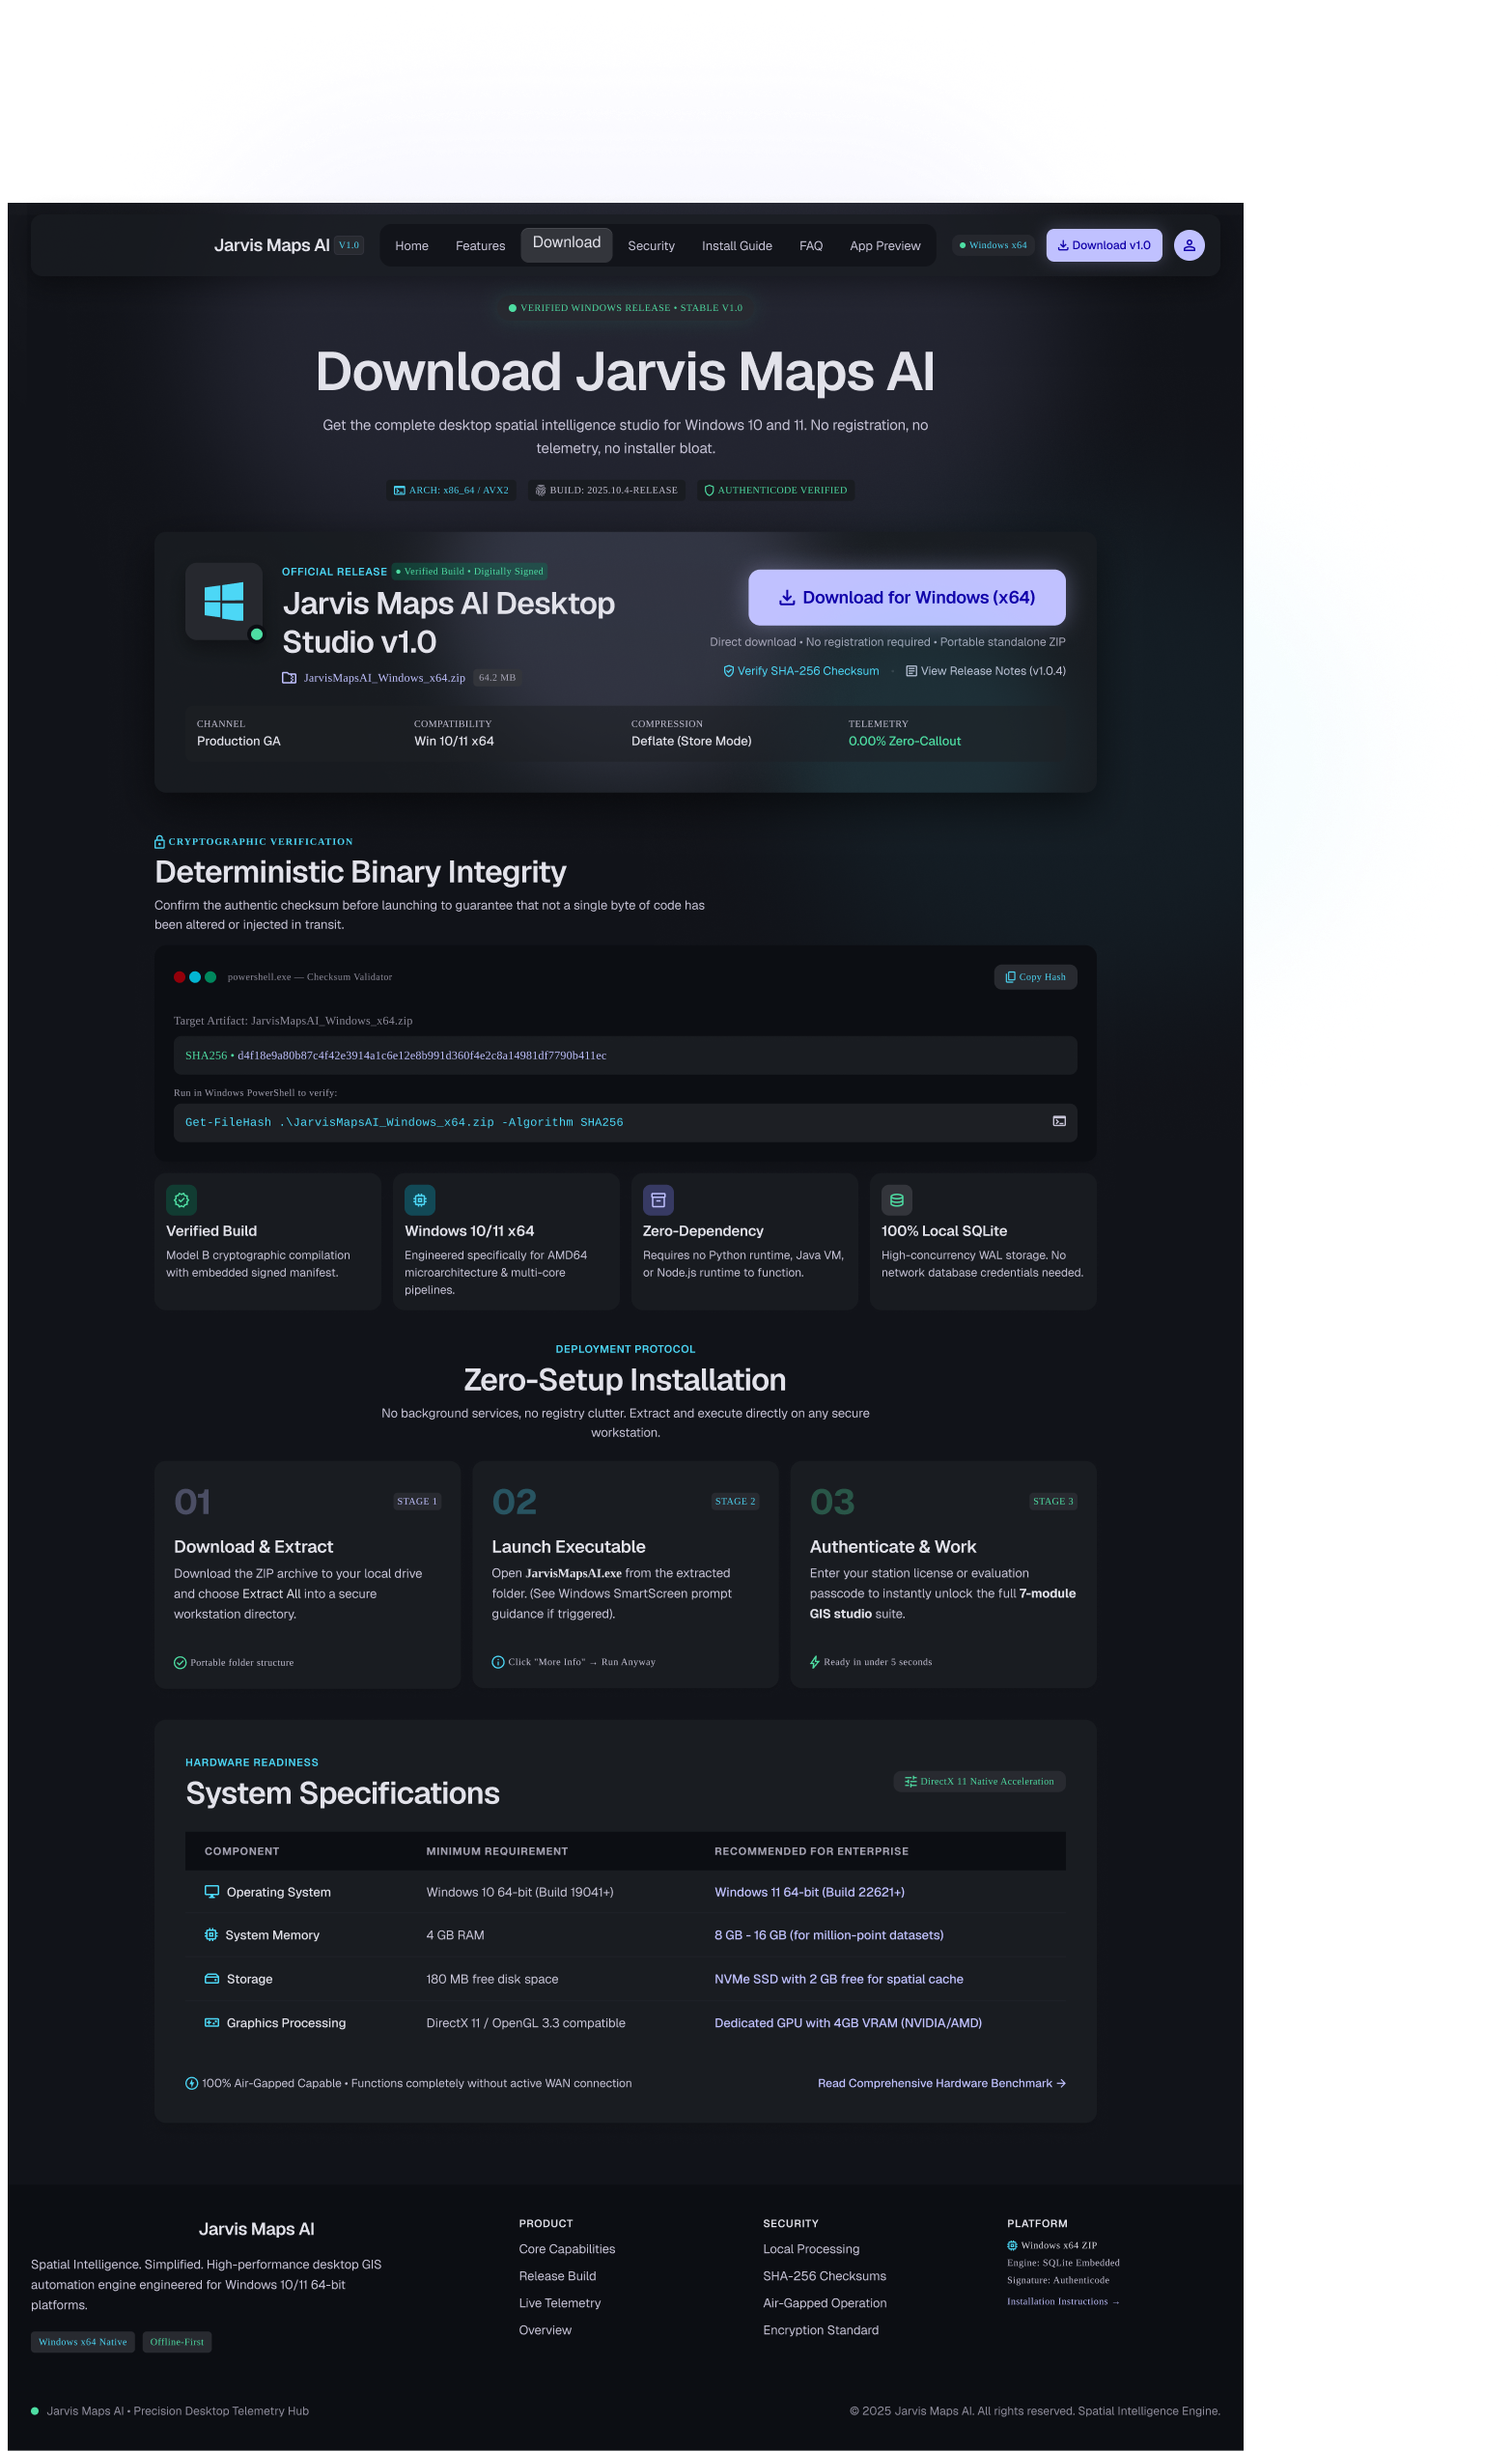 Jarvis Maps AI V1.0 Home Features Download Security Install Guide FAQ App Preview Windows x64 Download v1.0
VERIFIED WINDOWS RELEASE • STABLE V1.0
Download Jarvis Maps AI
Get the complete desktop spatial intelligence studio for Windows 10 and 11. No registration, no
telemetry, no installer bloat.
ARCH: x86_64 / AVX2 BUILD: 2025.10.4-RELEASE AUTHENTICODE VERIFIED
OFFICIAL RELEASE • Verified Build • Digitally Signed
Jarvis Maps AI Desktop
Studio v1.0
JarvisMapsAI_Windows_x64.zip 64.2 MB
Download for Windows (x64)
Direct download • No registration required • Portable standalone ZIP
Verify SHA-256 Checksum · View Release Notes (v1.0.4)
CHANNEL
Production GA
COMPATIBILITY
Win 10/11 x64
COMPRESSION
Deflate (Store Mode)
TELEMETRY
0.00% Zero-Callout
CRYPTOGRAPHIC VERIFICATION
Deterministic Binary Integrity
Confirm the authentic checksum before launching to guarantee that not a single byte of code has
been altered or injected in transit.
powershell.exe — Checksum Validator
Copy Hash
Target Artifact: JarvisMapsAI_Windows_x64.zip
SHA256 • d4f18e9a80b87c4f42e3914a1c6e12e8b991d360f4e2c8a14981df7790b411ec
Run in Windows PowerShell to verify:
Get-FileHash .\JarvisMapsAI_Windows_x64.zip -Algorithm SHA256
Verified Build
Model B cryptographic compilation
with embedded signed manifest.
Windows 10/11 x64
Engineered specifically for AMD64
microarchitecture & multi-core
pipelines.
Zero-Dependency
Requires no Python runtime, Java VM,
or Node.js runtime to function.
100% Local SQLite
High-concurrency WAL storage. No
network database credentials needed.
DEPLOYMENT PROTOCOL
Zero-Setup Installation
No background services, no registry clutter. Extract and execute directly on any secure
workstation.
01 STAGE 1
Download & Extract
Download the ZIP archive to your local drive
and choose Extract All into a secure
workstation directory.
Portable folder structure
02 STAGE 2
Launch Executable
Open JarvisMapsAI.exe from the extracted
folder. (See Windows SmartScreen prompt
guidance if triggered).
Click "More Info" → Run Anyway
03 STAGE 3
Authenticate & Work
Enter your station license or evaluation
passcode to instantly unlock the full 7-module
GIS studio suite.
Ready in under 5 seconds
HARDWARE READINESS
System Specifications
DirectX 11 Native Acceleration
COMPONENT MINIMUM REQUIREMENT RECOMMENDED FOR ENTERPRISE
Operating System Windows 10 64-bit (Build 19041+) Windows 11 64-bit (Build 22621+)
System Memory 4 GB RAM 8 GB - 16 GB (for million-point datasets)
Storage 180 MB free disk space NVMe SSD with 2 GB free for spatial cache
Graphics Processing DirectX 11 / OpenGL 3.3 compatible Dedicated GPU with 4GB VRAM (NVIDIA/AMD)
100% Air-Gapped Capable • Functions completely without active WAN connection
Read Comprehensive Hardware Benchmark →
Jarvis Maps AI
Spatial Intelligence. Simplified. High-performance desktop GIS
automation engine engineered for Windows 10/11 64-bit
platforms.
Windows x64 Native Offline-First
PRODUCT
Core Capabilities
Release Build
Live Telemetry
Overview
SECURITY
Local Processing
SHA-256 Checksums
Air-Gapped Operation
Encryption Standard
PLATFORM
Windows x64 ZIP
Engine: SQLite Embedded
Signature: Authenticode
Installation Instructions →
Jarvis Maps AI • Precision Desktop Telemetry Hub
© 2025 Jarvis Maps AI. All rights reserved. Spatial Intelligence Engine.